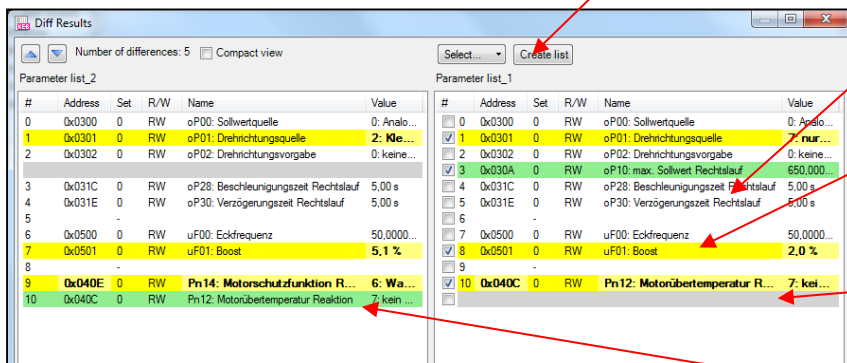 KEB Diff Results
Number of differences: 5 Compact view Select... Create list
Parameter list_2 Parameter list_1
# Address Set R/W Name Value # Address Set R/W Name Value
0 0x0300 0 RW oP00: Sollwertquelle 0: Analo... 0 0x0300 0 RW oP00: Sollwertquelle 0: Analo...
1 0x0301 0 RW oP01: Drehrichtungsquelle 2: Kle... 1 0x0301 0 RW oP01: Drehrichtungsquelle 7: nur...
2 0x0302 0 RW oP02: Drehrichtungsvorgabe 0: keine... 2 0x0302 0 RW oP02: Drehrichtungsvorgabe 0: keine...
3 0x030A 0 RW oP10: max. Sollwert Rechtslauf 650,000...
3 0x031C 0 RW oP28: Beschleunigungszeit Rechtslauf 5,00 s 4 0x031C 0 RW oP28: Beschleunigungszeit Rechtslauf 5,00 s
4 0x031E 0 RW oP30: Verzögerungszeit Rechtslauf 5,00 s 5 0x031E 0 RW oP30: Verzögerungszeit Rechtslauf 5,00 s
5 - 6 -
6 0x0500 0 RW uF00: Eckfrequenz 50,0000... 7 0x0500 0 RW uF00: Eckfrequenz 50,0000...
7 0x0501 0 RW uF01: Boost 5,1 % 8 0x0501 0 RW uF01: Boost 2,0 %
8 - 9 -
9 0x040E 0 RW Pn14: Motorschutzfunktion R... 6: Wa... 10 0x040C 0 RW Pn12: Motorübertemperatur R... 7: kei...
10 0x040C 0 RW Pn12: Motorübertemperatur Reaktion 7: kein ...